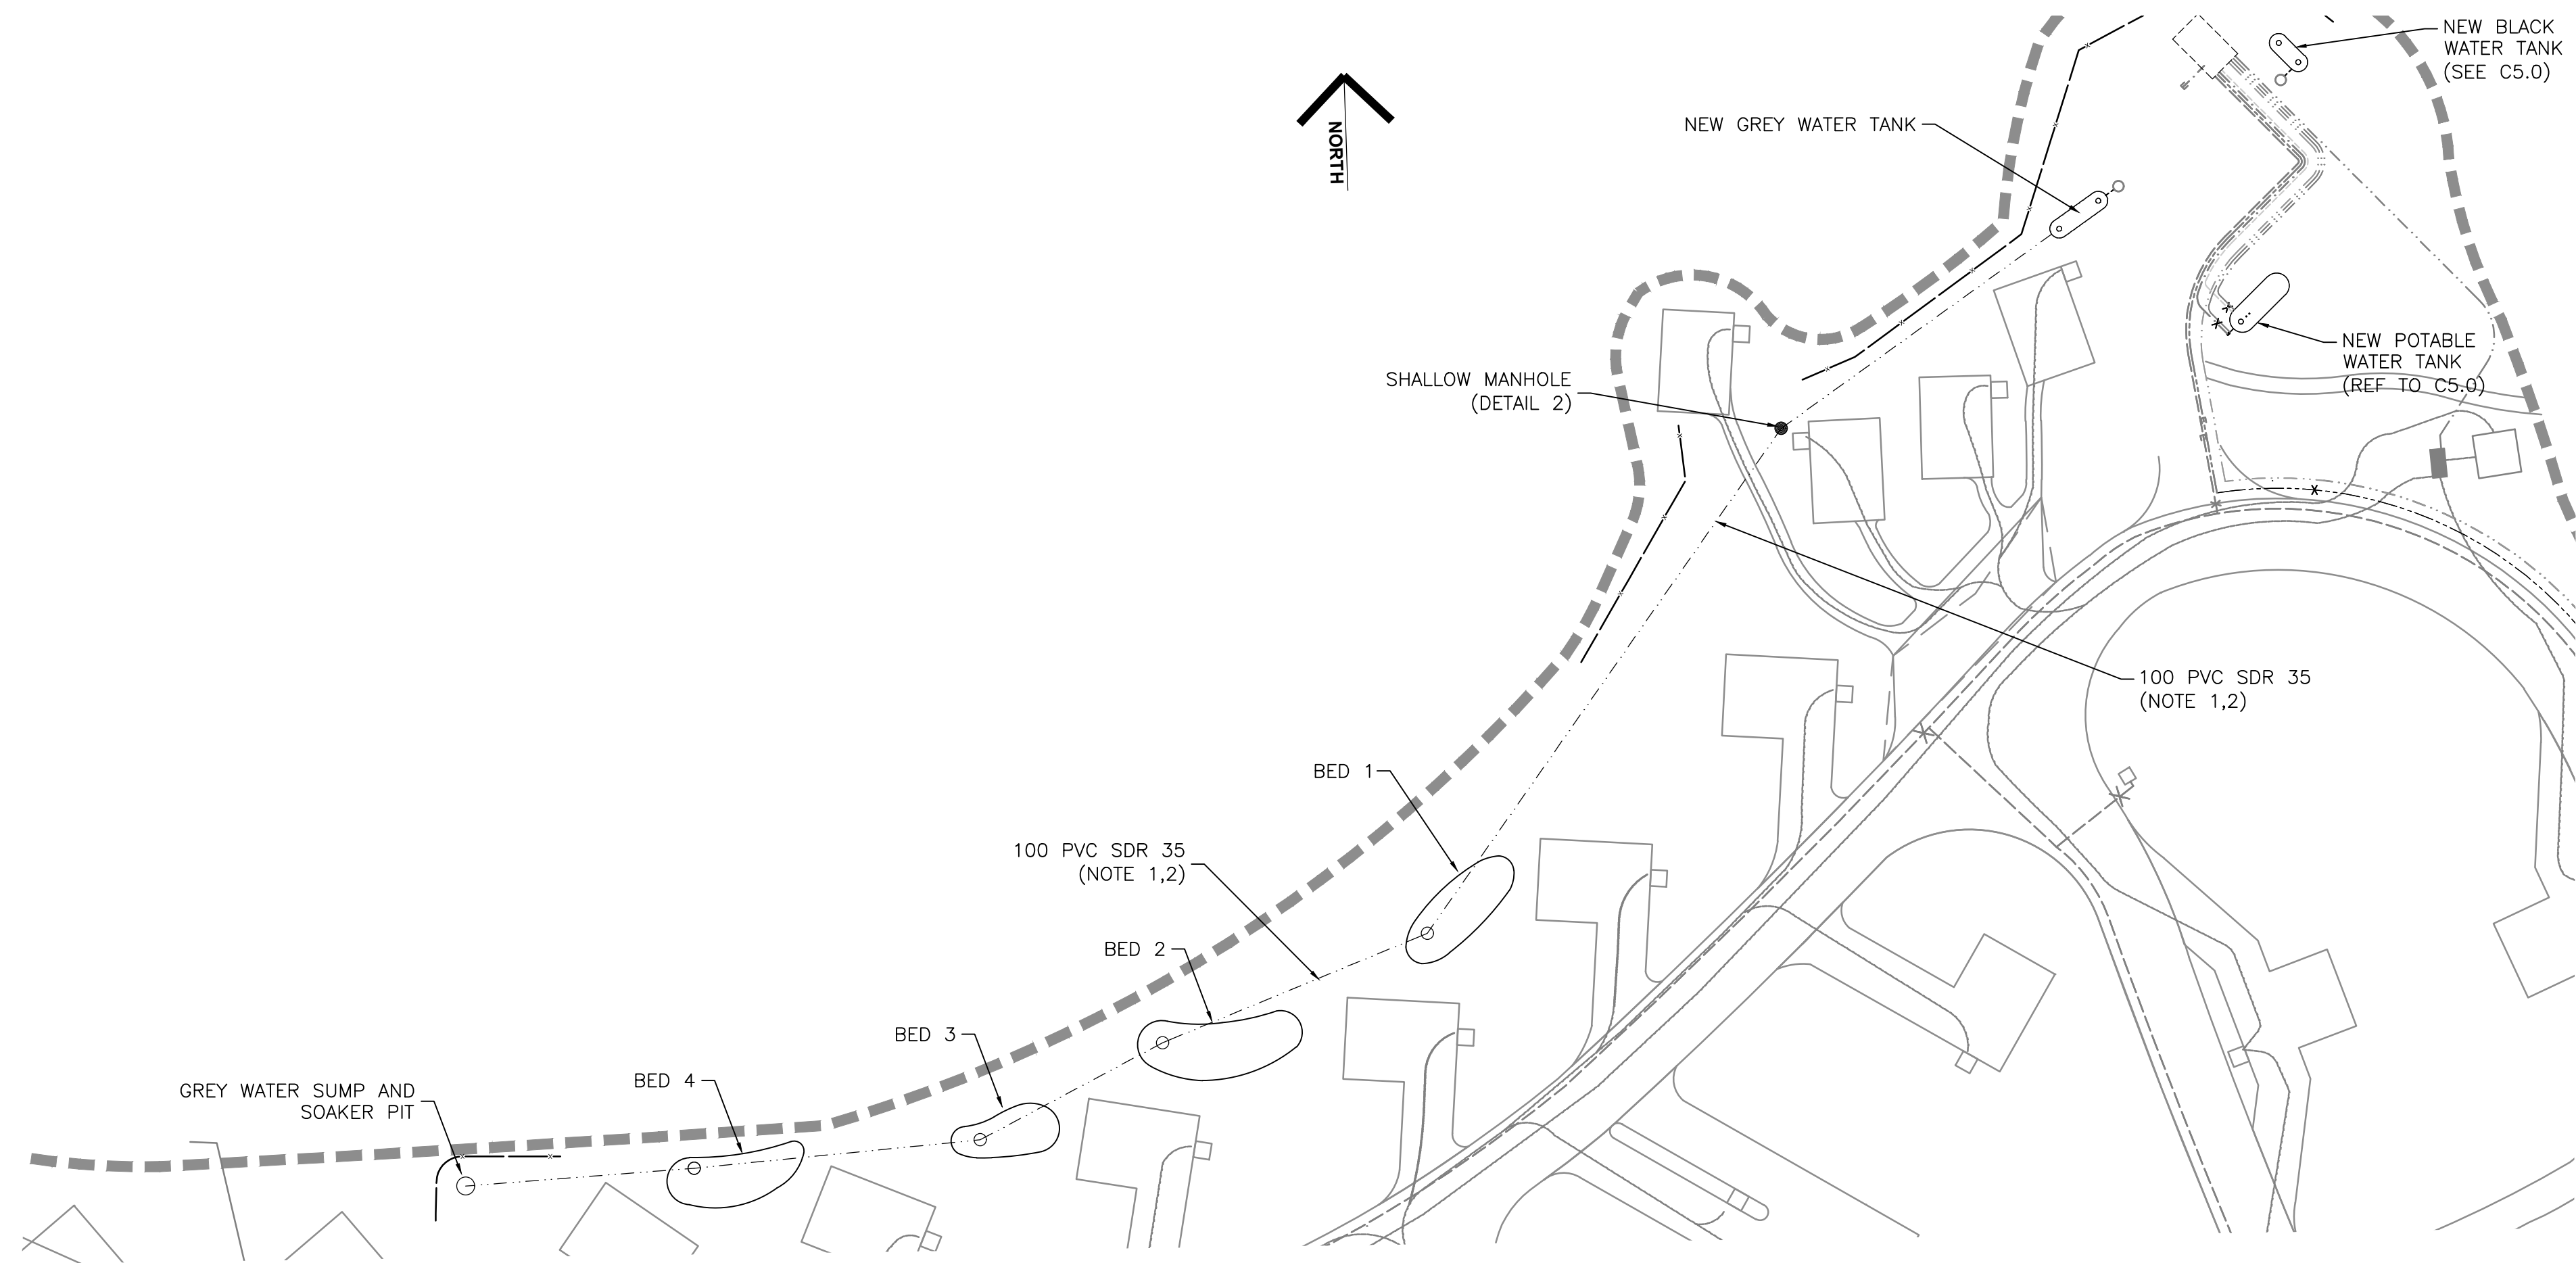 NEW BLACK
WATER TANK
(SEE C5.0)
NEW GREY WATER TANK
NORTH
NEW POTABLE
WATER TANK
(REF TO C5.0)
SHALLOW MANHOLE
(DETAIL 2)
100 PVC SDR 35
(NOTE 1,2)
BED 1
100 PVC SDR 35
(NOTE 1,2)
BED 2
BED 3
BED 4
GREY WATER SUMP AND
SOAKER PIT